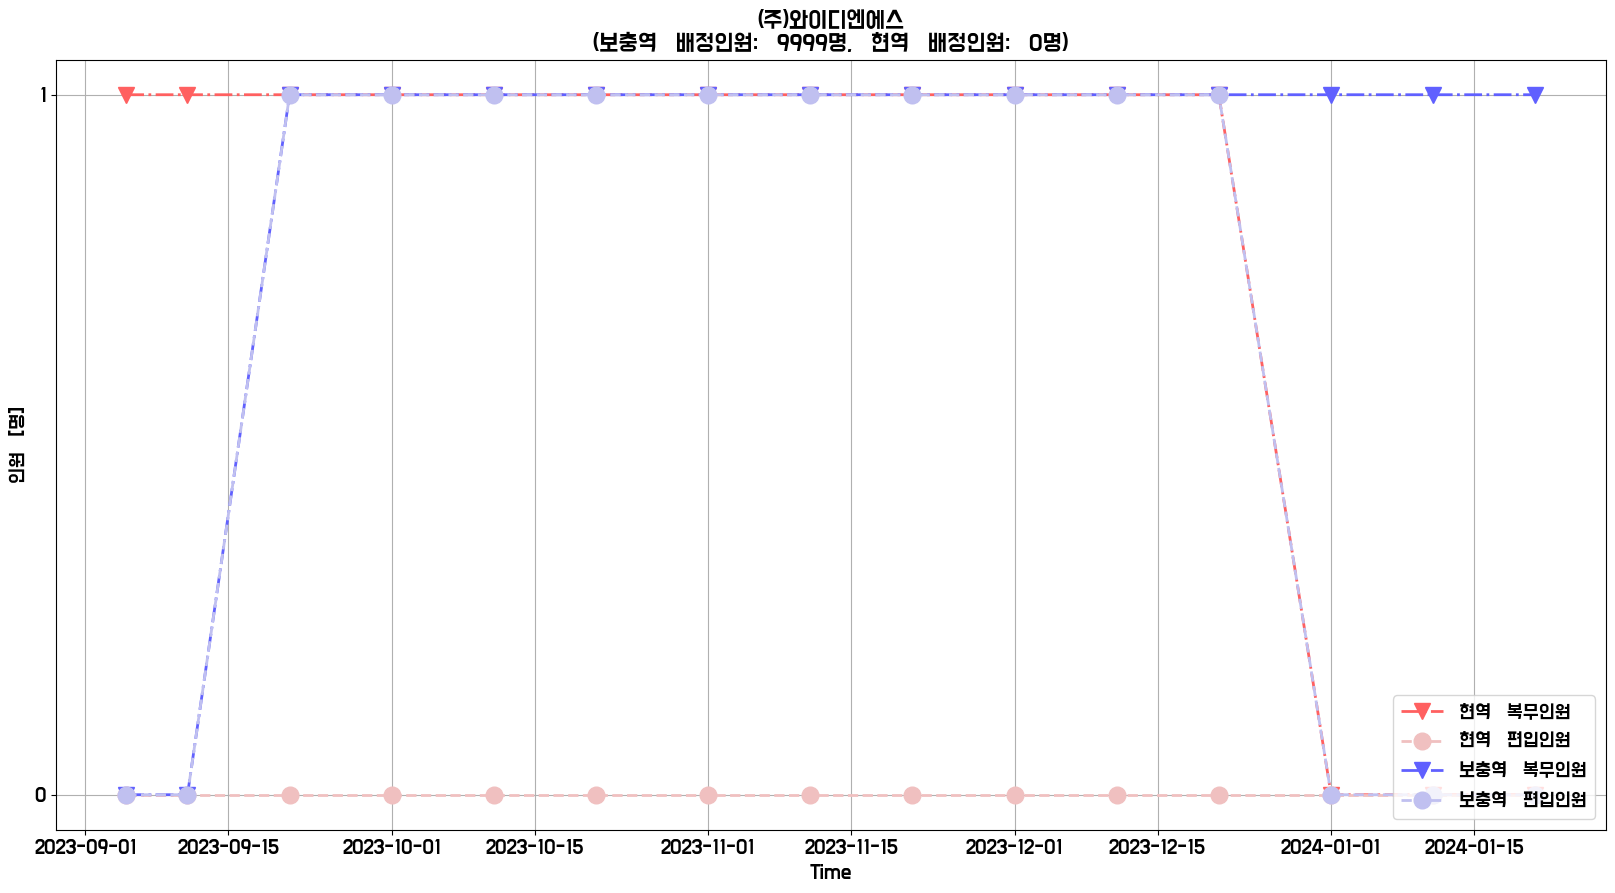 (주)와이디엔에스
(보충역 배정인원: 9999명, 현역 배정인원: 0명)
1
0
인원 [명]
2023-09-01 2023-09-15 2023-10-01 2023-10-15 2023-11-01 2023-11-15 2023-12-01 2023-12-15 2024-01-01 2024-01-15
Time
현역 복무인원
현역 편입인원
보충역 복무인원
보충역 편입인원